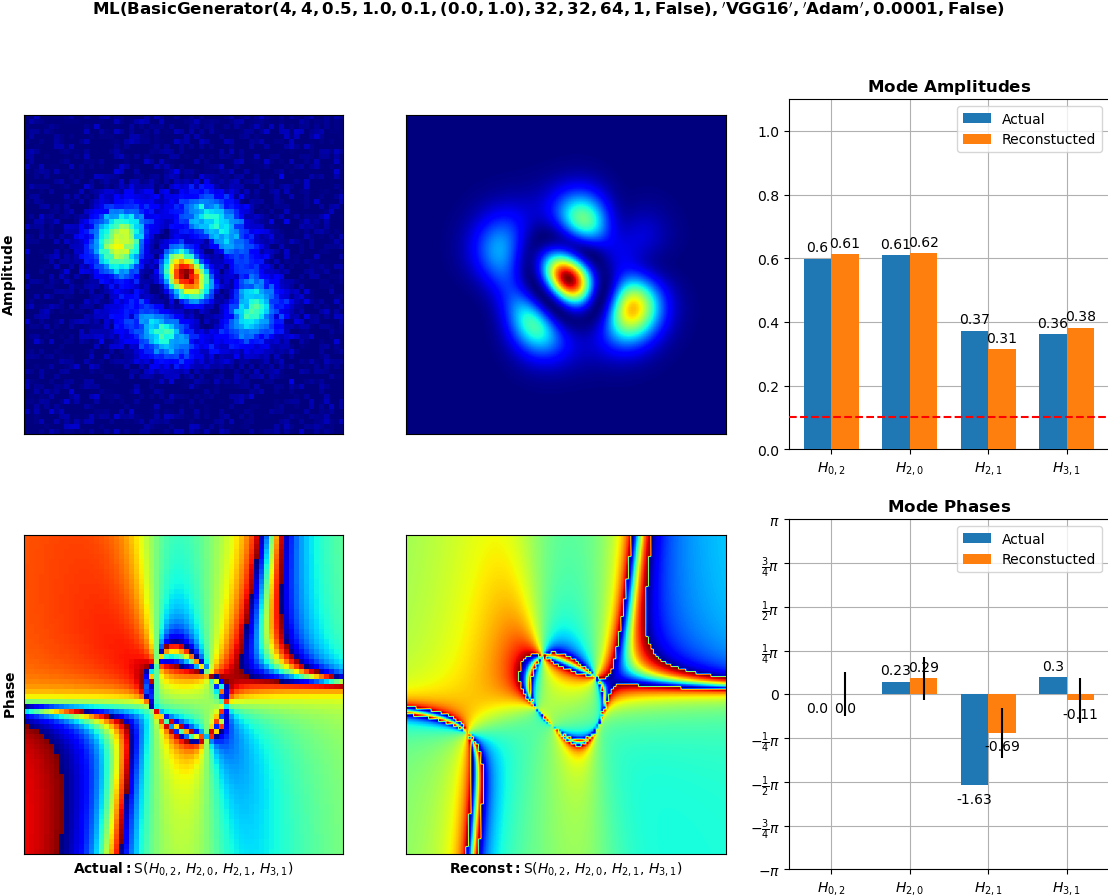 ML(BasicGenerator(4, 4, 0.5, 1.0, 0.1, (0.0, 1.0), 32, 32, 64, 1, False), ′VGG16′, ′Adam′, 0.0001, False)
Amplitude
Mode Amplitudes
Actual
Reconstucted
1.0
0.8
0.6
0.4
0.2
0.0
0.6
0.61
0.61
0.62
0.37
0.31
0.36
0.38
H0, 2
H2, 0
H2, 1
H3, 1
Phase
Actual: S(H0, 2, H2, 0, H2, 1, H3, 1)
Reconst: S(H0, 2, H2, 0, H2, 1, H3, 1)
Mode Phases
Actual
Reconstucted
π
3/4π
1/2π
1/4π
0
−1/4π
−1/2π
−3/4π
−π
0.0
0.0
0.23
0.29
-1.63
-0.69
0.3
-0.11
H0, 2
H2, 0
H2, 1
H3, 1